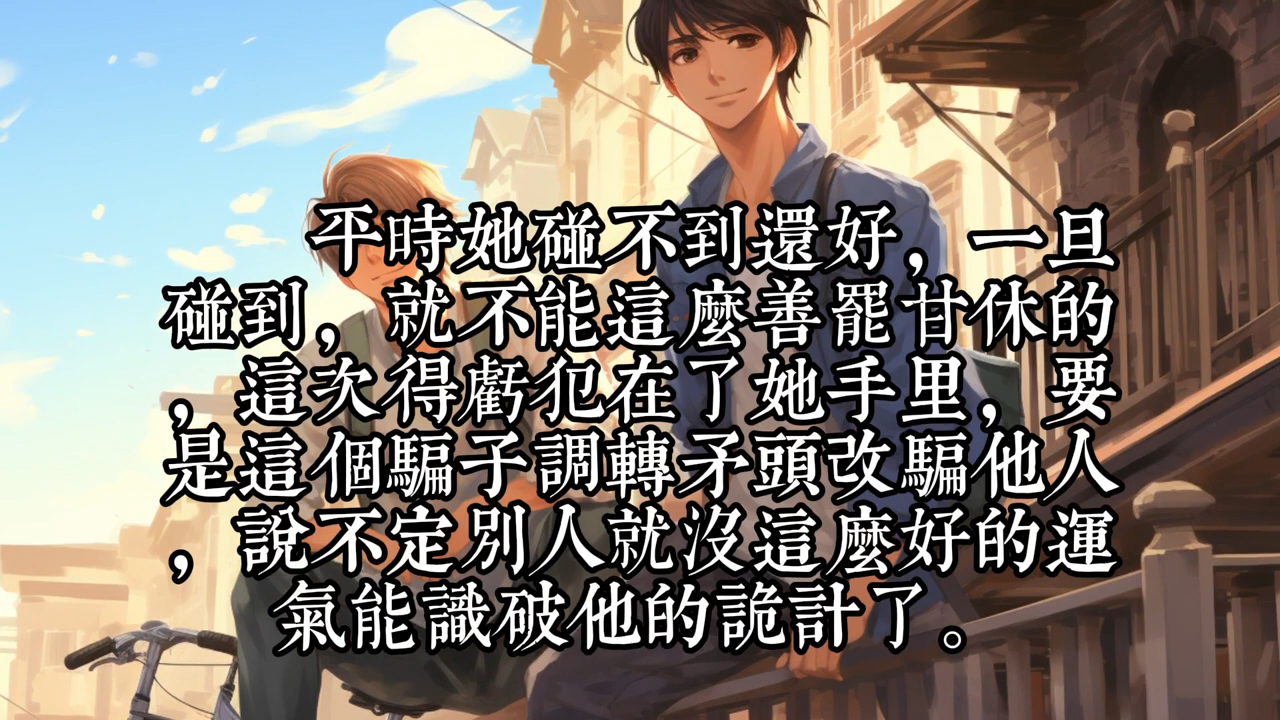 平時她碰不到還好，一旦
碰到，就不能這麼善罷甘休的
，這次得虧犯在了她手里，要
是這個騙子調轉矛頭改騙他人
，說不定別人就沒這麼好的運
氣能識破他的詭計了。